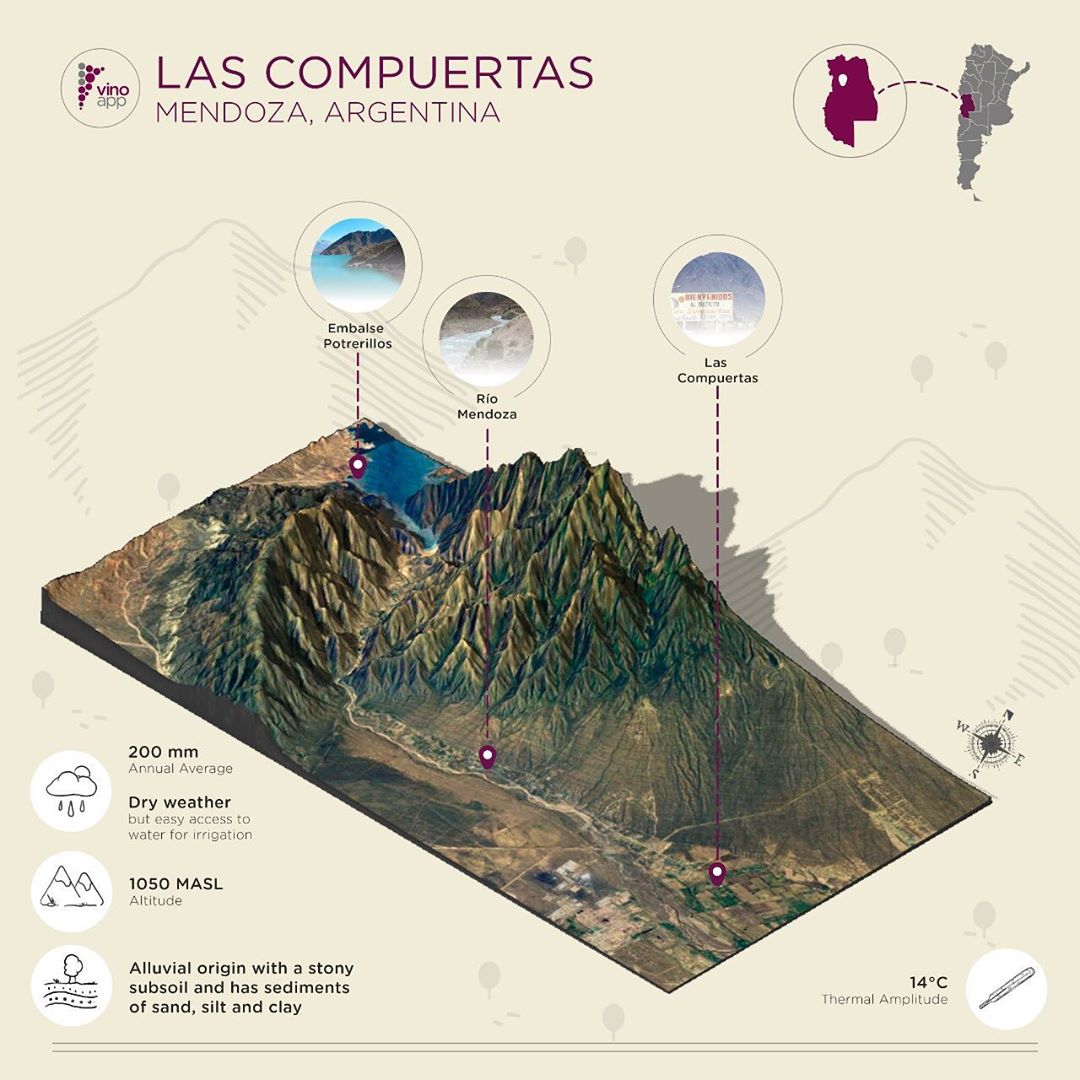 vino
app
LAS COMPUERTAS
MENDOZA, ARGENTINA
Embalse
Potrerillos
Río
Mendoza
BIENVENIDOS
Las
Compuertas
N
W
E
S
200 mm
Annual Average
Dry weather
but easy access to
water for irrigation
1050 MASL
Altitude
Alluvial origin with a stony
subsoil and has sediments
of sand, silt and clay
14°C
Thermal Amplitude